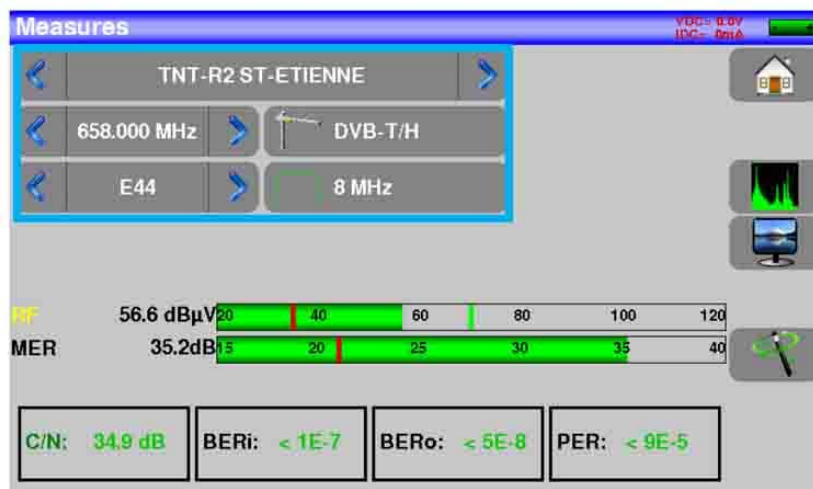 Measures
VDC= 0.0V
IDC= 0mA
TNT-R2 ST-ETIENNE
658.000 MHz
DVB-T/H
E44
8 MHz
RF 56.6 dBµV 20 40 60 80 100 120
MER 35.2dB 15 20 25 30 35 40
C/N: 34.9 dB
BERi: < 1E-7
BERo: < 5E-8
PER: < 9E-5